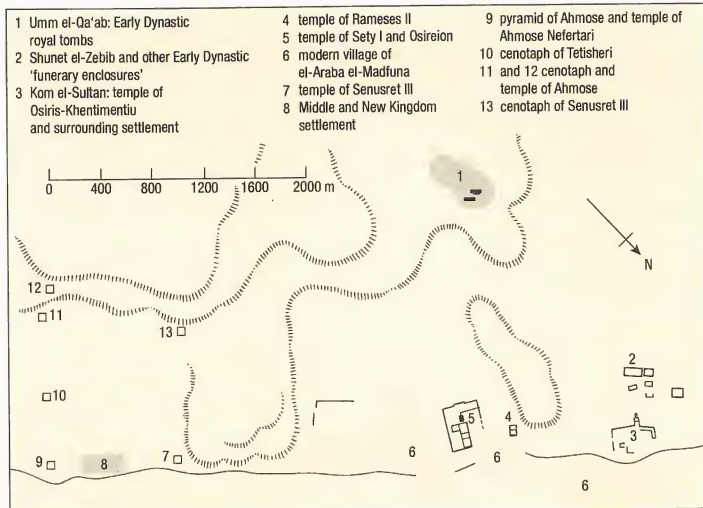 1 Umm el-Qa'ab: Early Dynastic
royal tombs
2 Shunet el-Zebib and other Early Dynastic
'funerary enclosures'
3 Kom el-Sultan: temple of
Osiris-Khentimentiu
and surrounding settlement
4 temple of Rameses II
5 temple of Sety I and Osireion
6 modern village of
el-Araba el-Madfuna
7 temple of Senusret III
8 Middle and New Kingdom
settlement
9 pyramid of Ahmose and temple of
Ahmose Nefertari
10 cenotaph of Tetisheri
11 and 12 cenotaph and
temple of Ahmose
13 cenotaph of Senusret III
1
0 400 800 1200 1600 2000 m
N
12
11
13
2
10
5
4
3
6
6
9
8
7
6